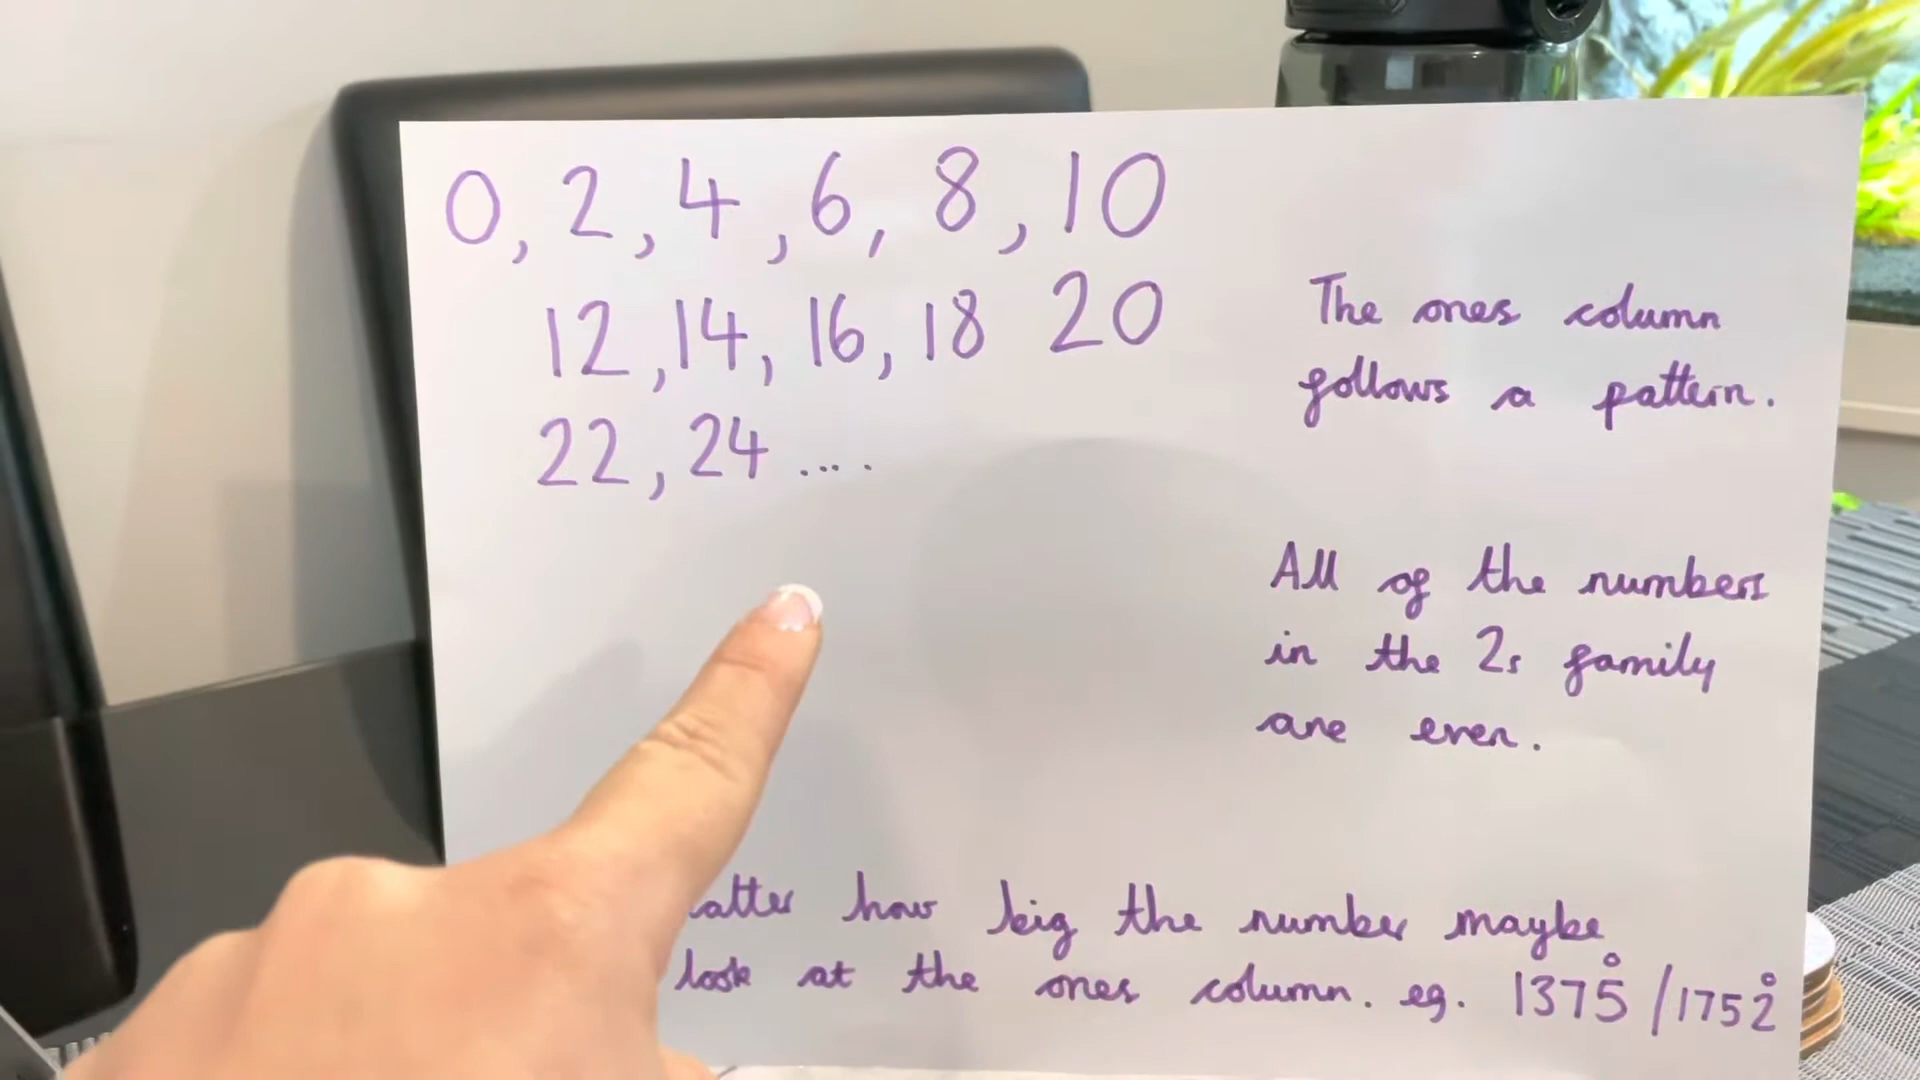 0, 2, 4, 6, 8, 10
12, 14, 16, 18 20
22, 24 ....
The ones column
follows a pattern.
All of the numbers
in the 2s family
are even.
how big the number maybe
look at the ones column. eg. 1375 / 1752